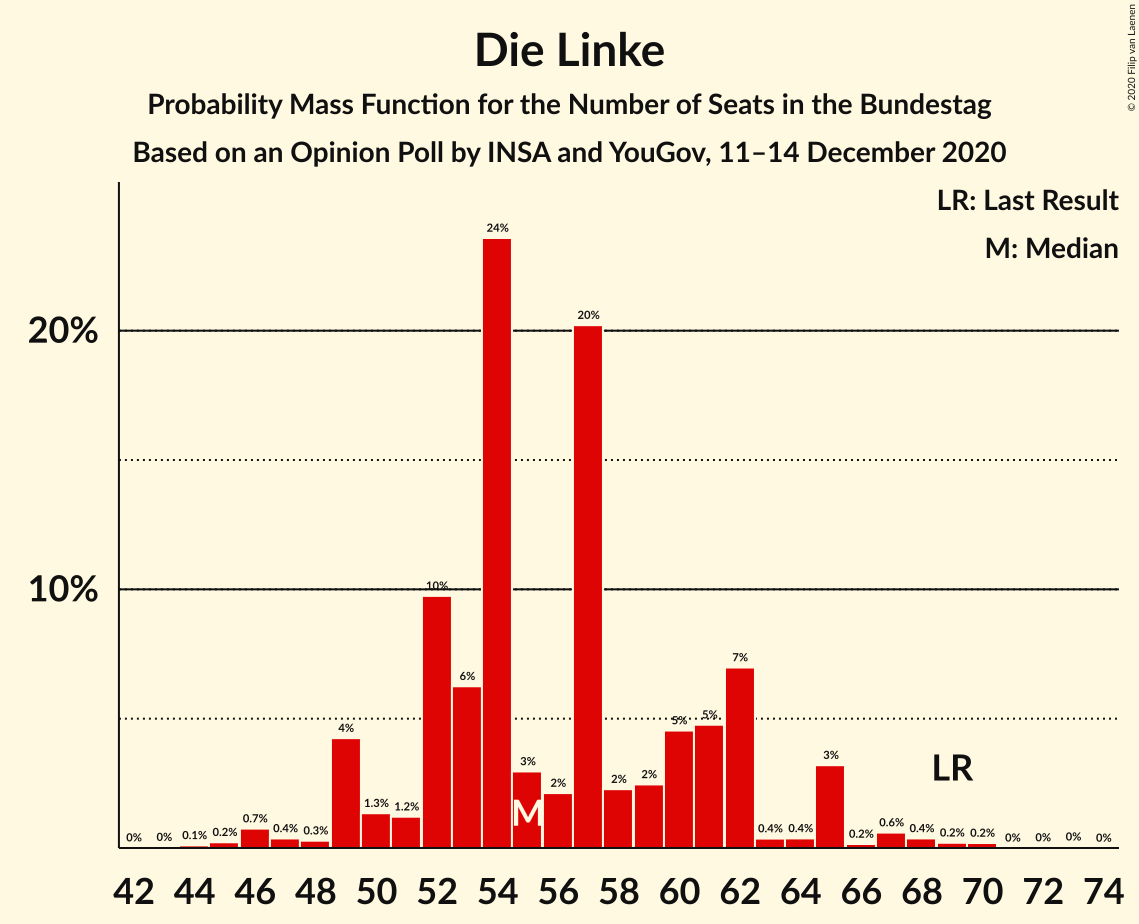 Die Linke
Probability Mass Function for the Number of Seats in the Bundestag
Based on an Opinion Poll by INSA and YouGov, 11–14 December 2020
© 2020 Filip van Laenen
LR: Last Result
M: Median
20%
10%
0% 0% 0.1% 0.2% 0.7% 0.4% 0.3% 4% 1.3% 1.2% 10% 6% 24% 3% 2% 20% 2% 2% 5% 5% 7% 0.4% 0.4% 3% 0.2% 0.6% 0.4% 0.2% 0.2% 0% 0% 0% 0%
M
LR
42 44 46 48 50 52 54 56 58 60 62 64 66 68 70 72 74